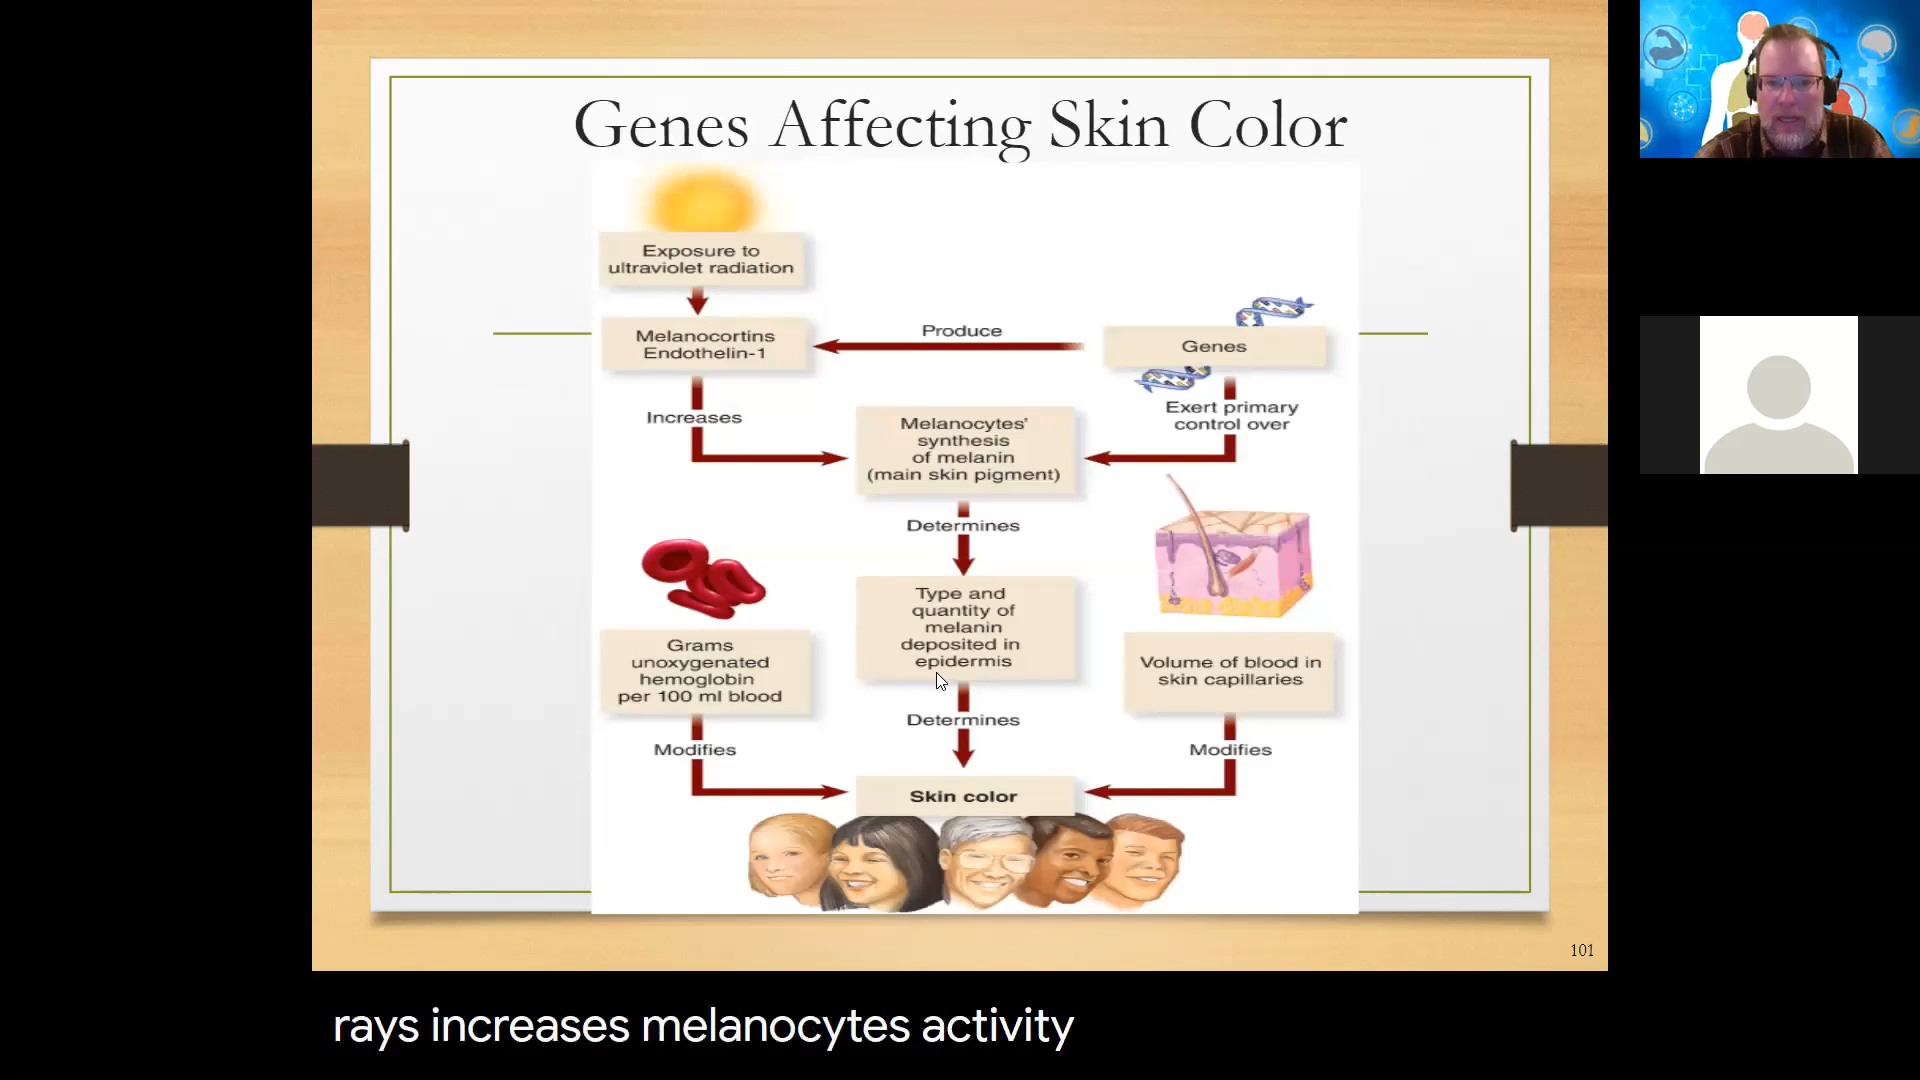 Genes Affecting Skin Color
Exposure to
ultraviolet radiation
Melanocortins
Endothelin-1
Produce
Genes
Increases
Exert primary
control over
Melanocytes'
synthesis
of melanin
(main skin pigment)
Determines
Type and
quantity of
melanin
deposited in
epidermis
Grams
unoxygenated
hemoglobin
per 100 ml blood
Volume of blood in
skin capillaries
Determines
Modifies
Modifies
Skin color
101
rays increases melanocytes activity